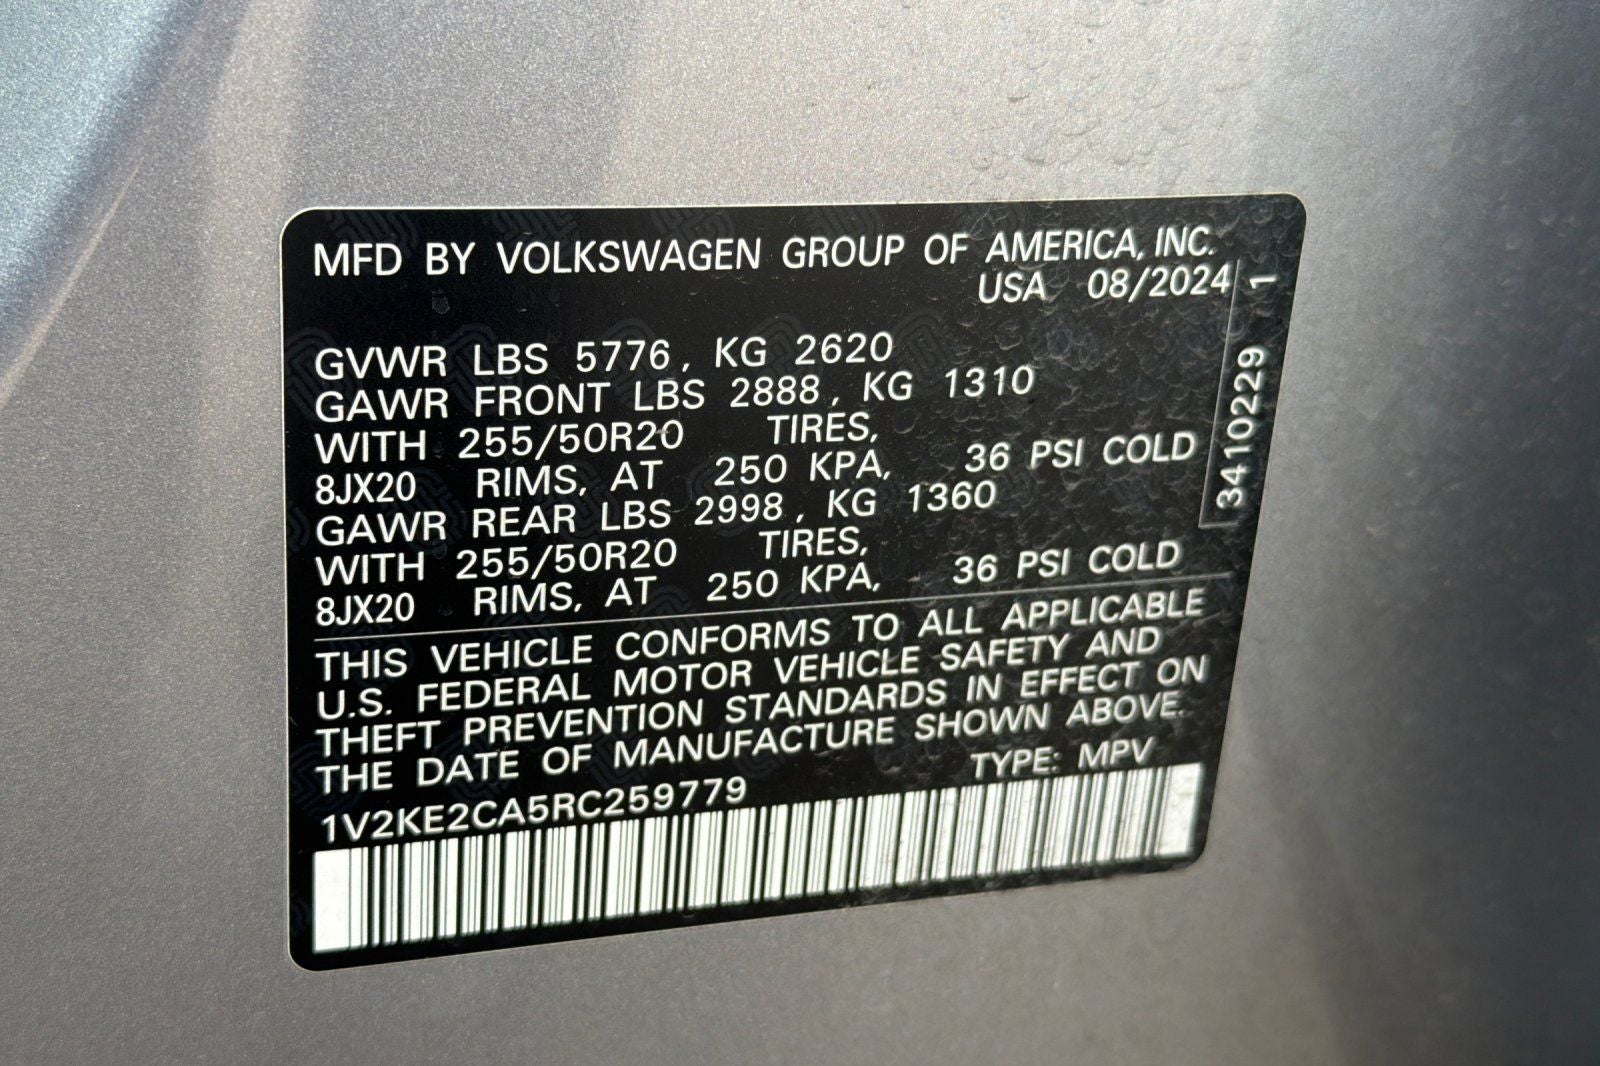 MFD BY VOLKSWAGEN GROUP OF AMERICA, INC.
USA 08/2024
GVWR LBS 5776, KG 2620
GAWR FRONT LBS 2888, KG 1310
WITH 255/50R20 TIRES,
8JX20 RIMS, AT 250 KPA, 36 PSI COLD
GAWR REAR LBS 2998, KG 1360
WITH 255/50R20 TIRES,
8JX20 RIMS, AT 250 KPA, 36 PSI COLD
THIS VEHICLE CONFORMS TO ALL APPLICABLE
U.S. FEDERAL MOTOR VEHICLE SAFETY AND
THEFT PREVENTION STANDARDS IN EFFECT ON
THE DATE OF MANUFACTURE SHOWN ABOVE.
1V2KE2CA5RC259779 TYPE: MPV
3410229 1